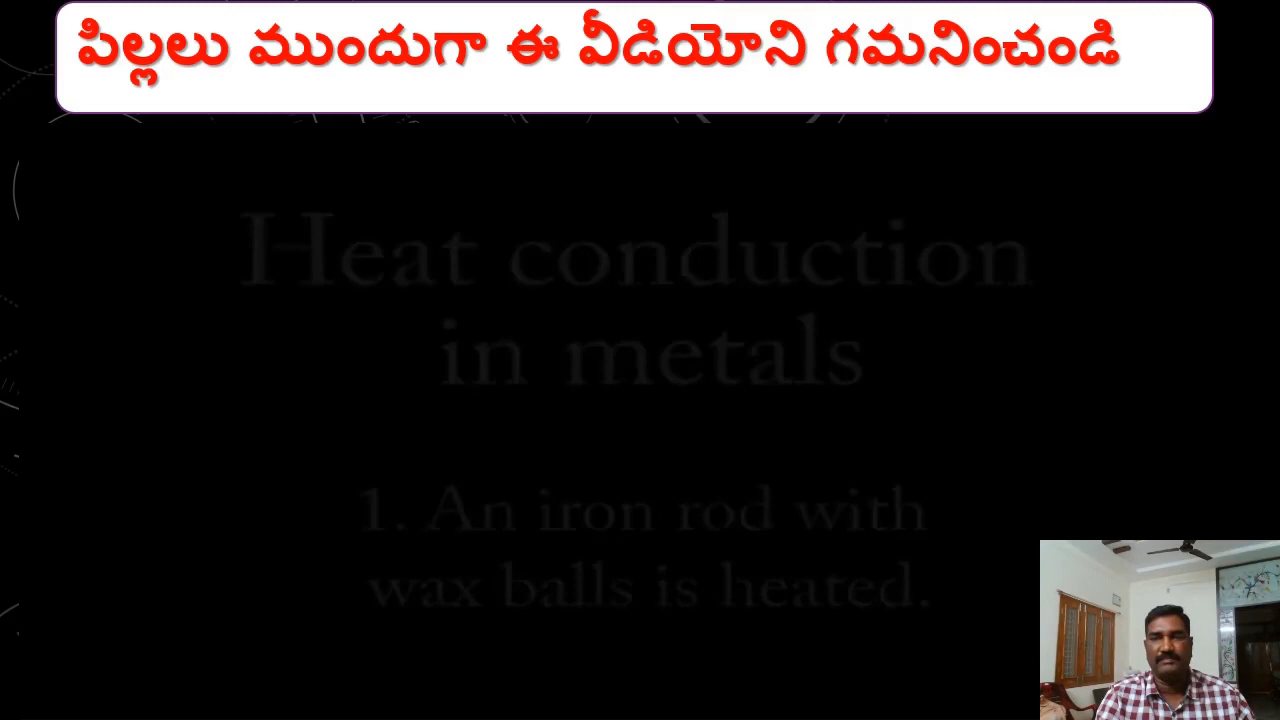 పిల్లలు ముందుగా ఈ వీడియోని గమనించండి
Heat conduction
in metals
1. An iron rod with
wax balls is heated.